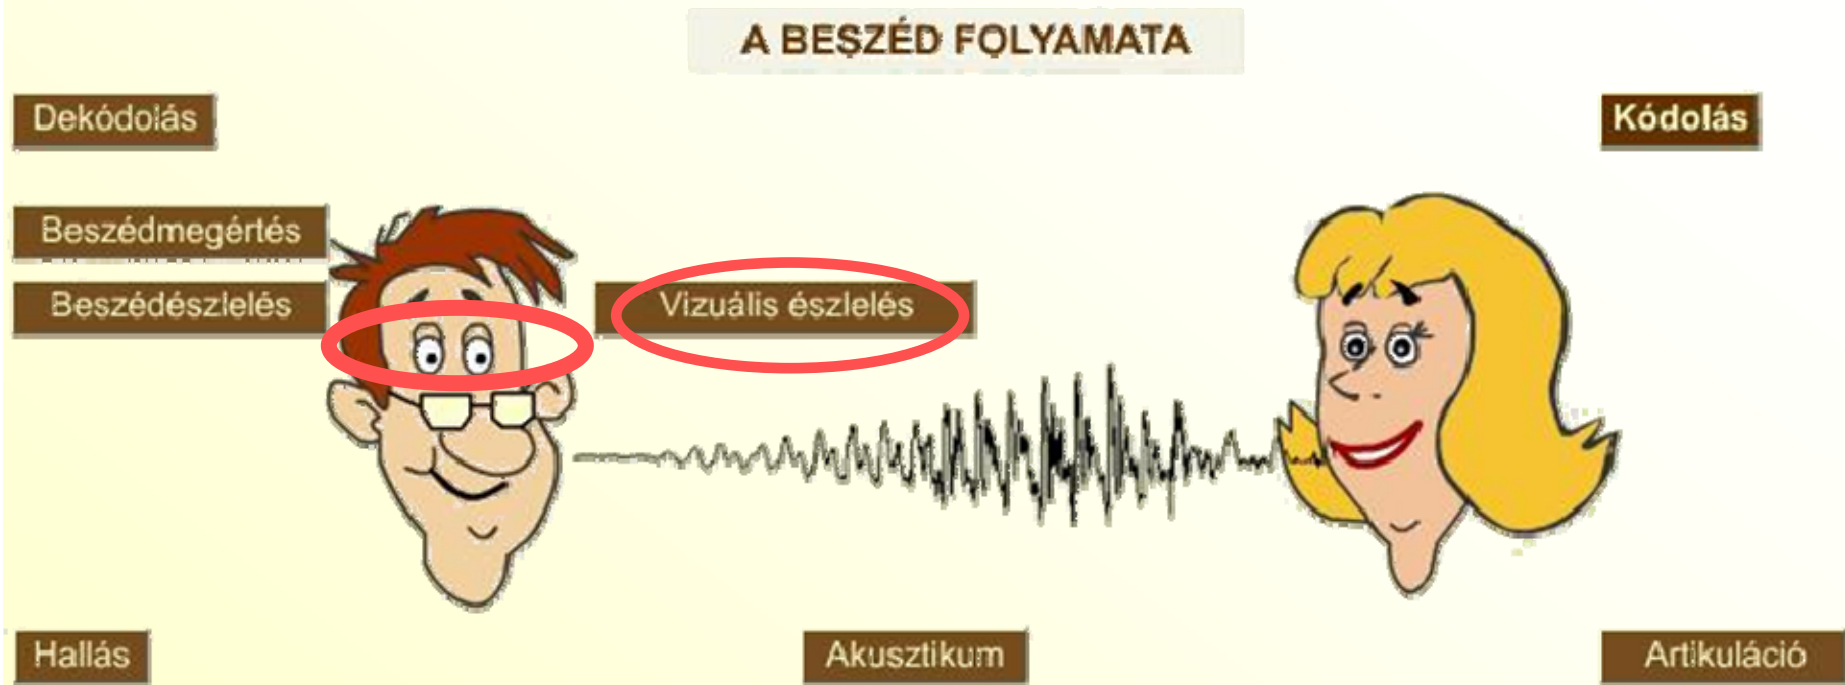 A BESZÉD FOLYAMATA
Dekódolás
Kódolás
Beszédmegértés
Beszédészlelés
Vizuális észlelés
Hallás
Akusztikum
Artikuláció